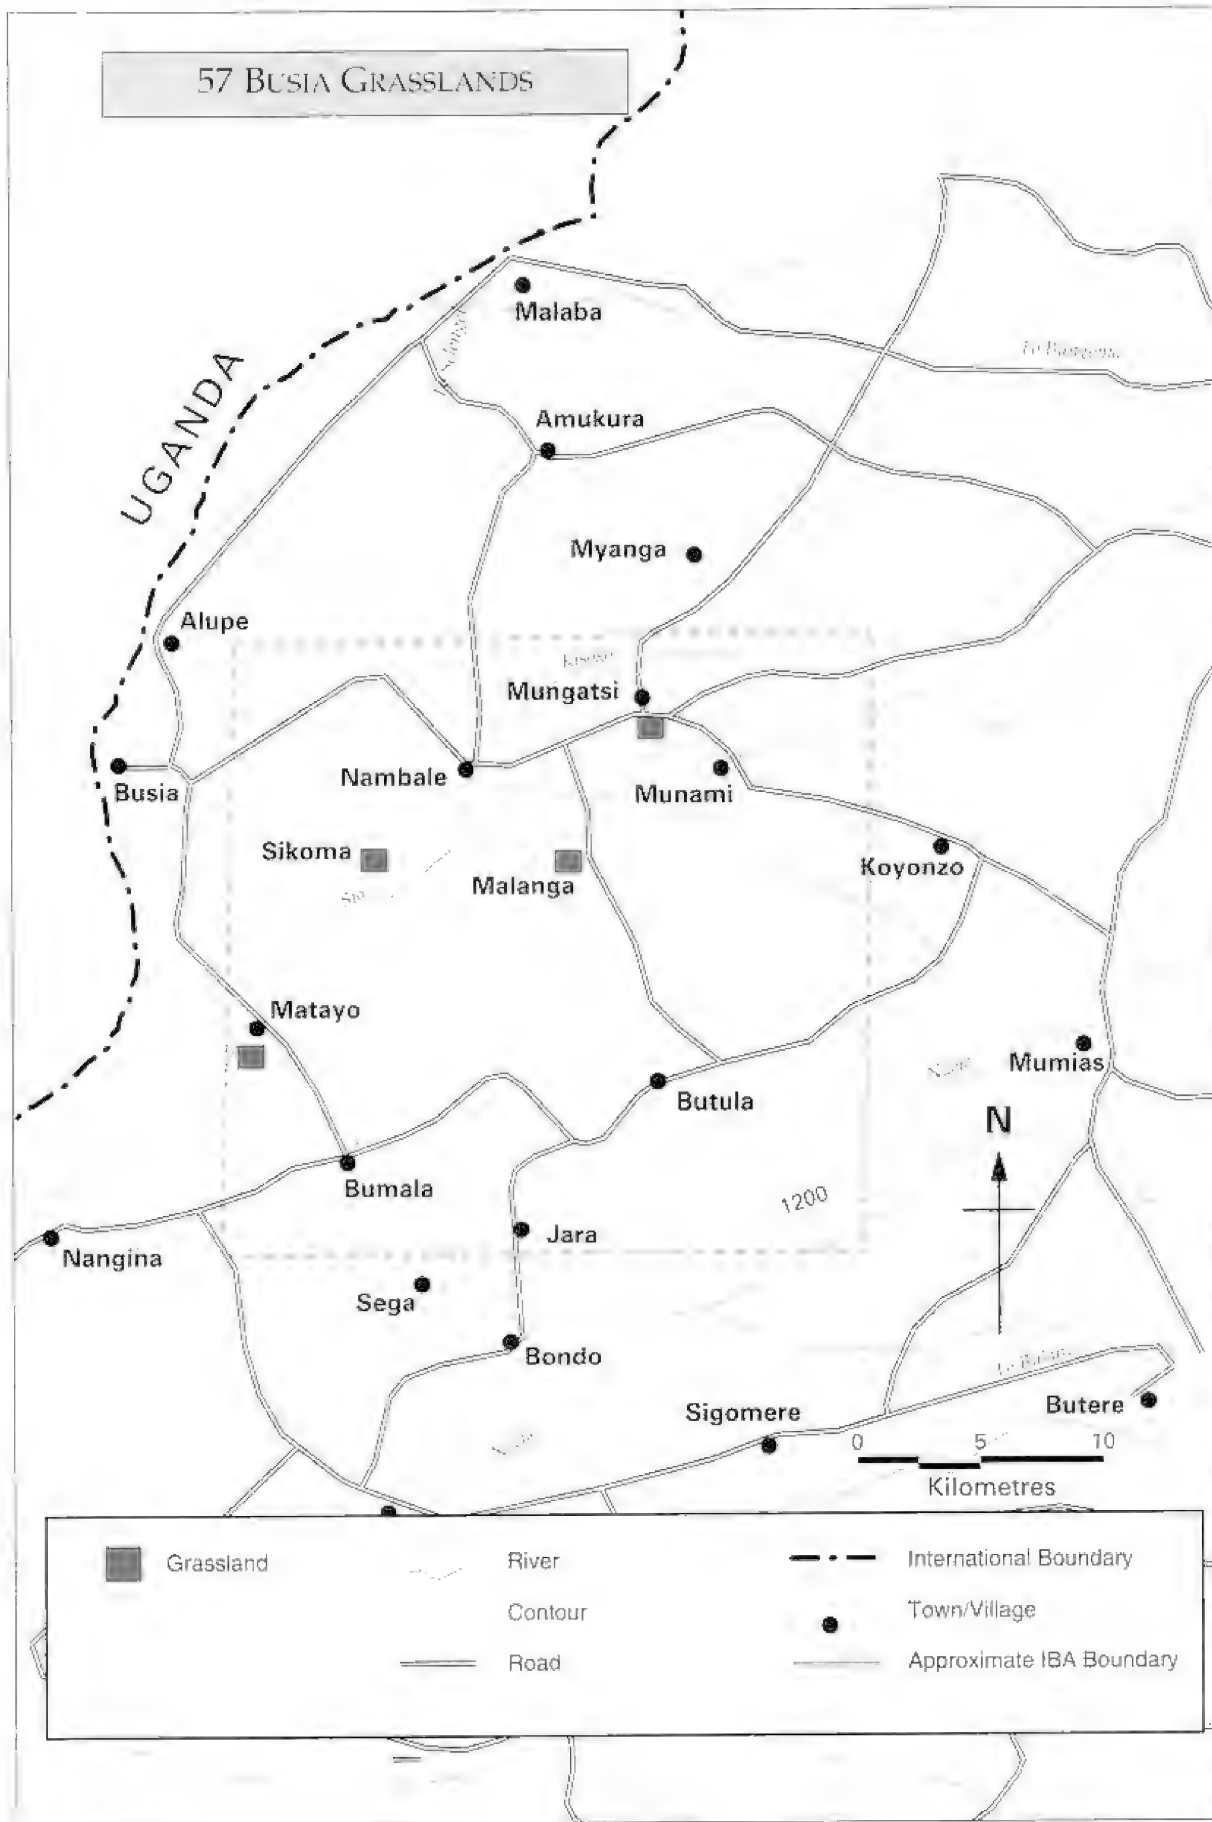 57 BUSIA GRASSLANDS
Malaba
UGANDA
Amukura
Myanga
Alupe
Mungatsi
Busia
Nambale
Munami
Sikoma
Malanga
Koyonzo
Matayo
Mumias
Butula
N
Bumala
1200
Nangina
Jara
Sega
Bondo
Sigomere
Butere
0 5 10
Kilometres
Grassland
River
International Boundary
Contour
Town/Village
Road
Approximate IBA Boundary